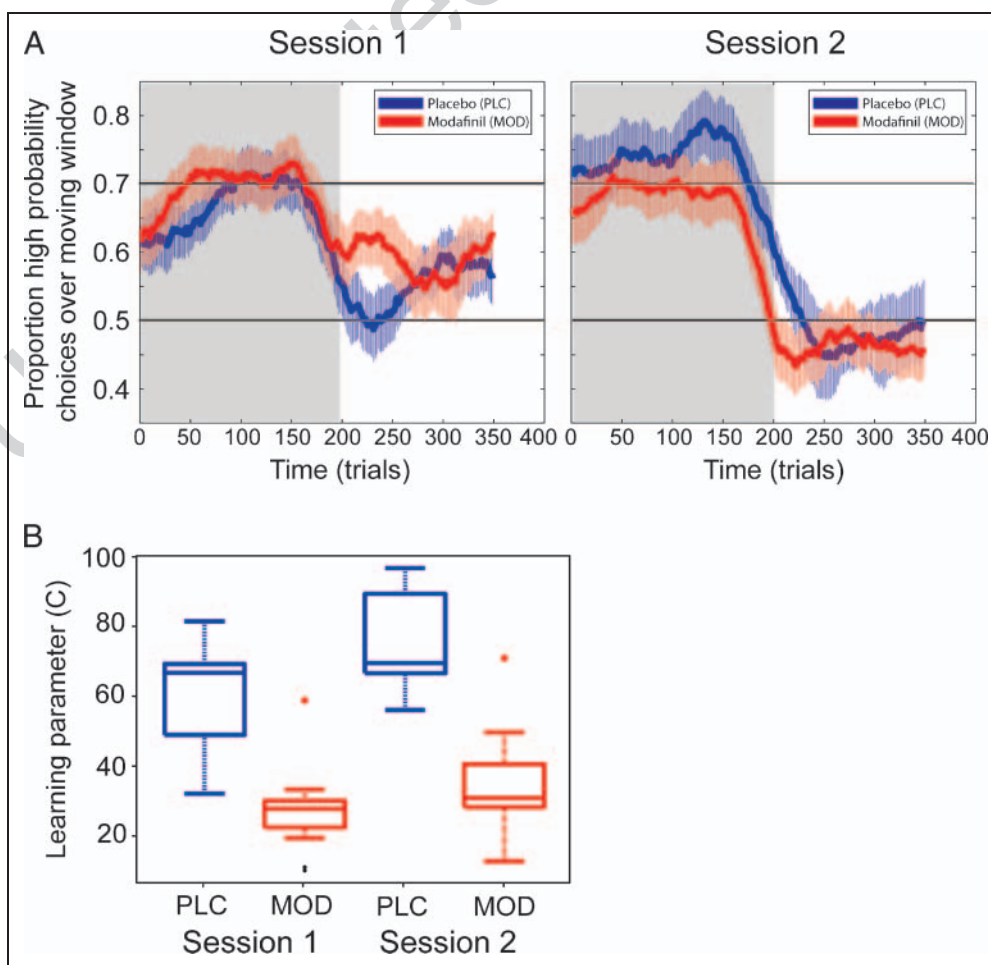 A
Session 1
Session 2
Proportion high probability
choices over moving window
0.8
0.7
0.6
0.5
0.4
Placebo (PLC)
Modafinil (MOD)
Placebo (PLC)
Modafinil (MOD)
0 50 100 150 200 250 300 350 400
0 50 100 150 200 250 300 350 400
Time (trials)
Time (trials)
B
Learning parameter (C)
100
80
60
40
20
PLC MOD PLC MOD
Session 1 Session 2